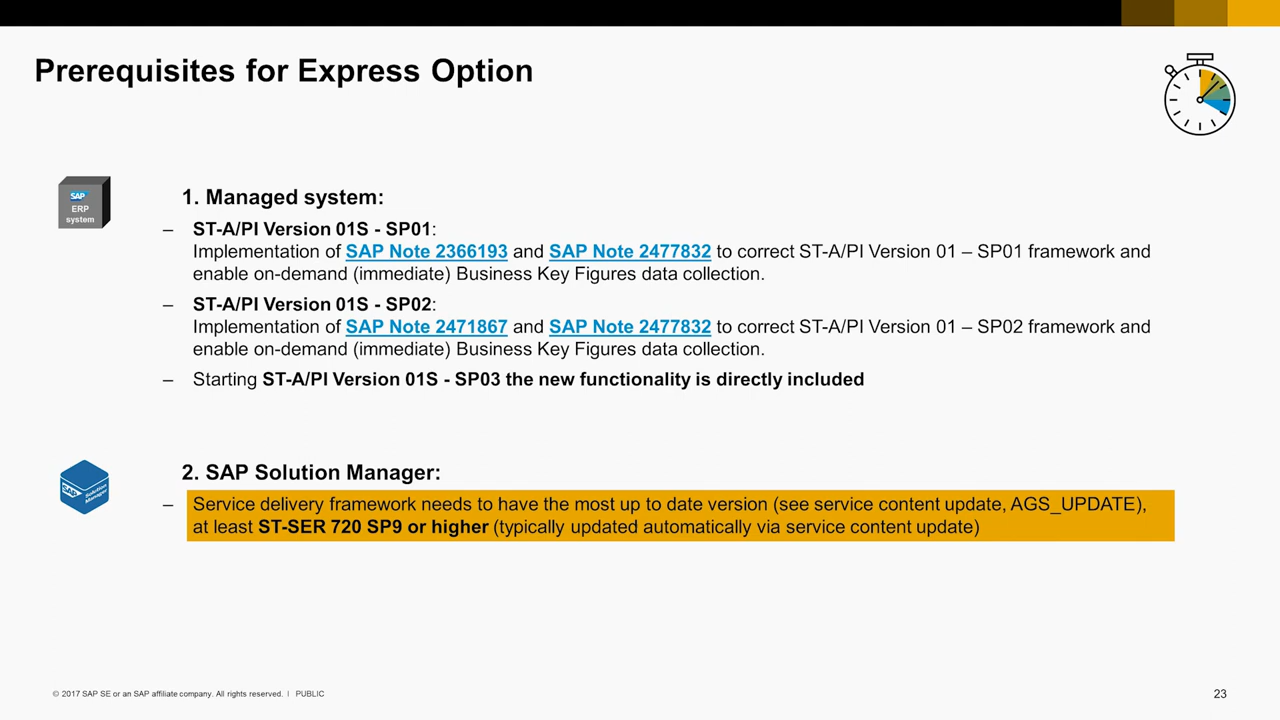 Prerequisites for Express Option
SAP
ERP
system
1. Managed system:
– ST-A/PI Version 01S - SP01:
Implementation of SAP Note 2366193 and SAP Note 2477832 to correct ST-A/PI Version 01 – SP01 framework and
enable on-demand (immediate) Business Key Figures data collection.
– ST-A/PI Version 01S - SP02:
Implementation of SAP Note 2471867 and SAP Note 2477832 to correct ST-A/PI Version 01 – SP02 framework and
enable on-demand (immediate) Business Key Figures data collection.
– Starting ST-A/PI Version 01S - SP03 the new functionality is directly included
SAP Solution
Manager
2. SAP Solution Manager:
– Service delivery framework needs to have the most up to date version (see service content update, AGS_UPDATE),
at least ST-SER 720 SP9 or higher (typically updated automatically via service content update)
© 2017 SAP SE or an SAP affiliate company. All rights reserved. | PUBLIC
23